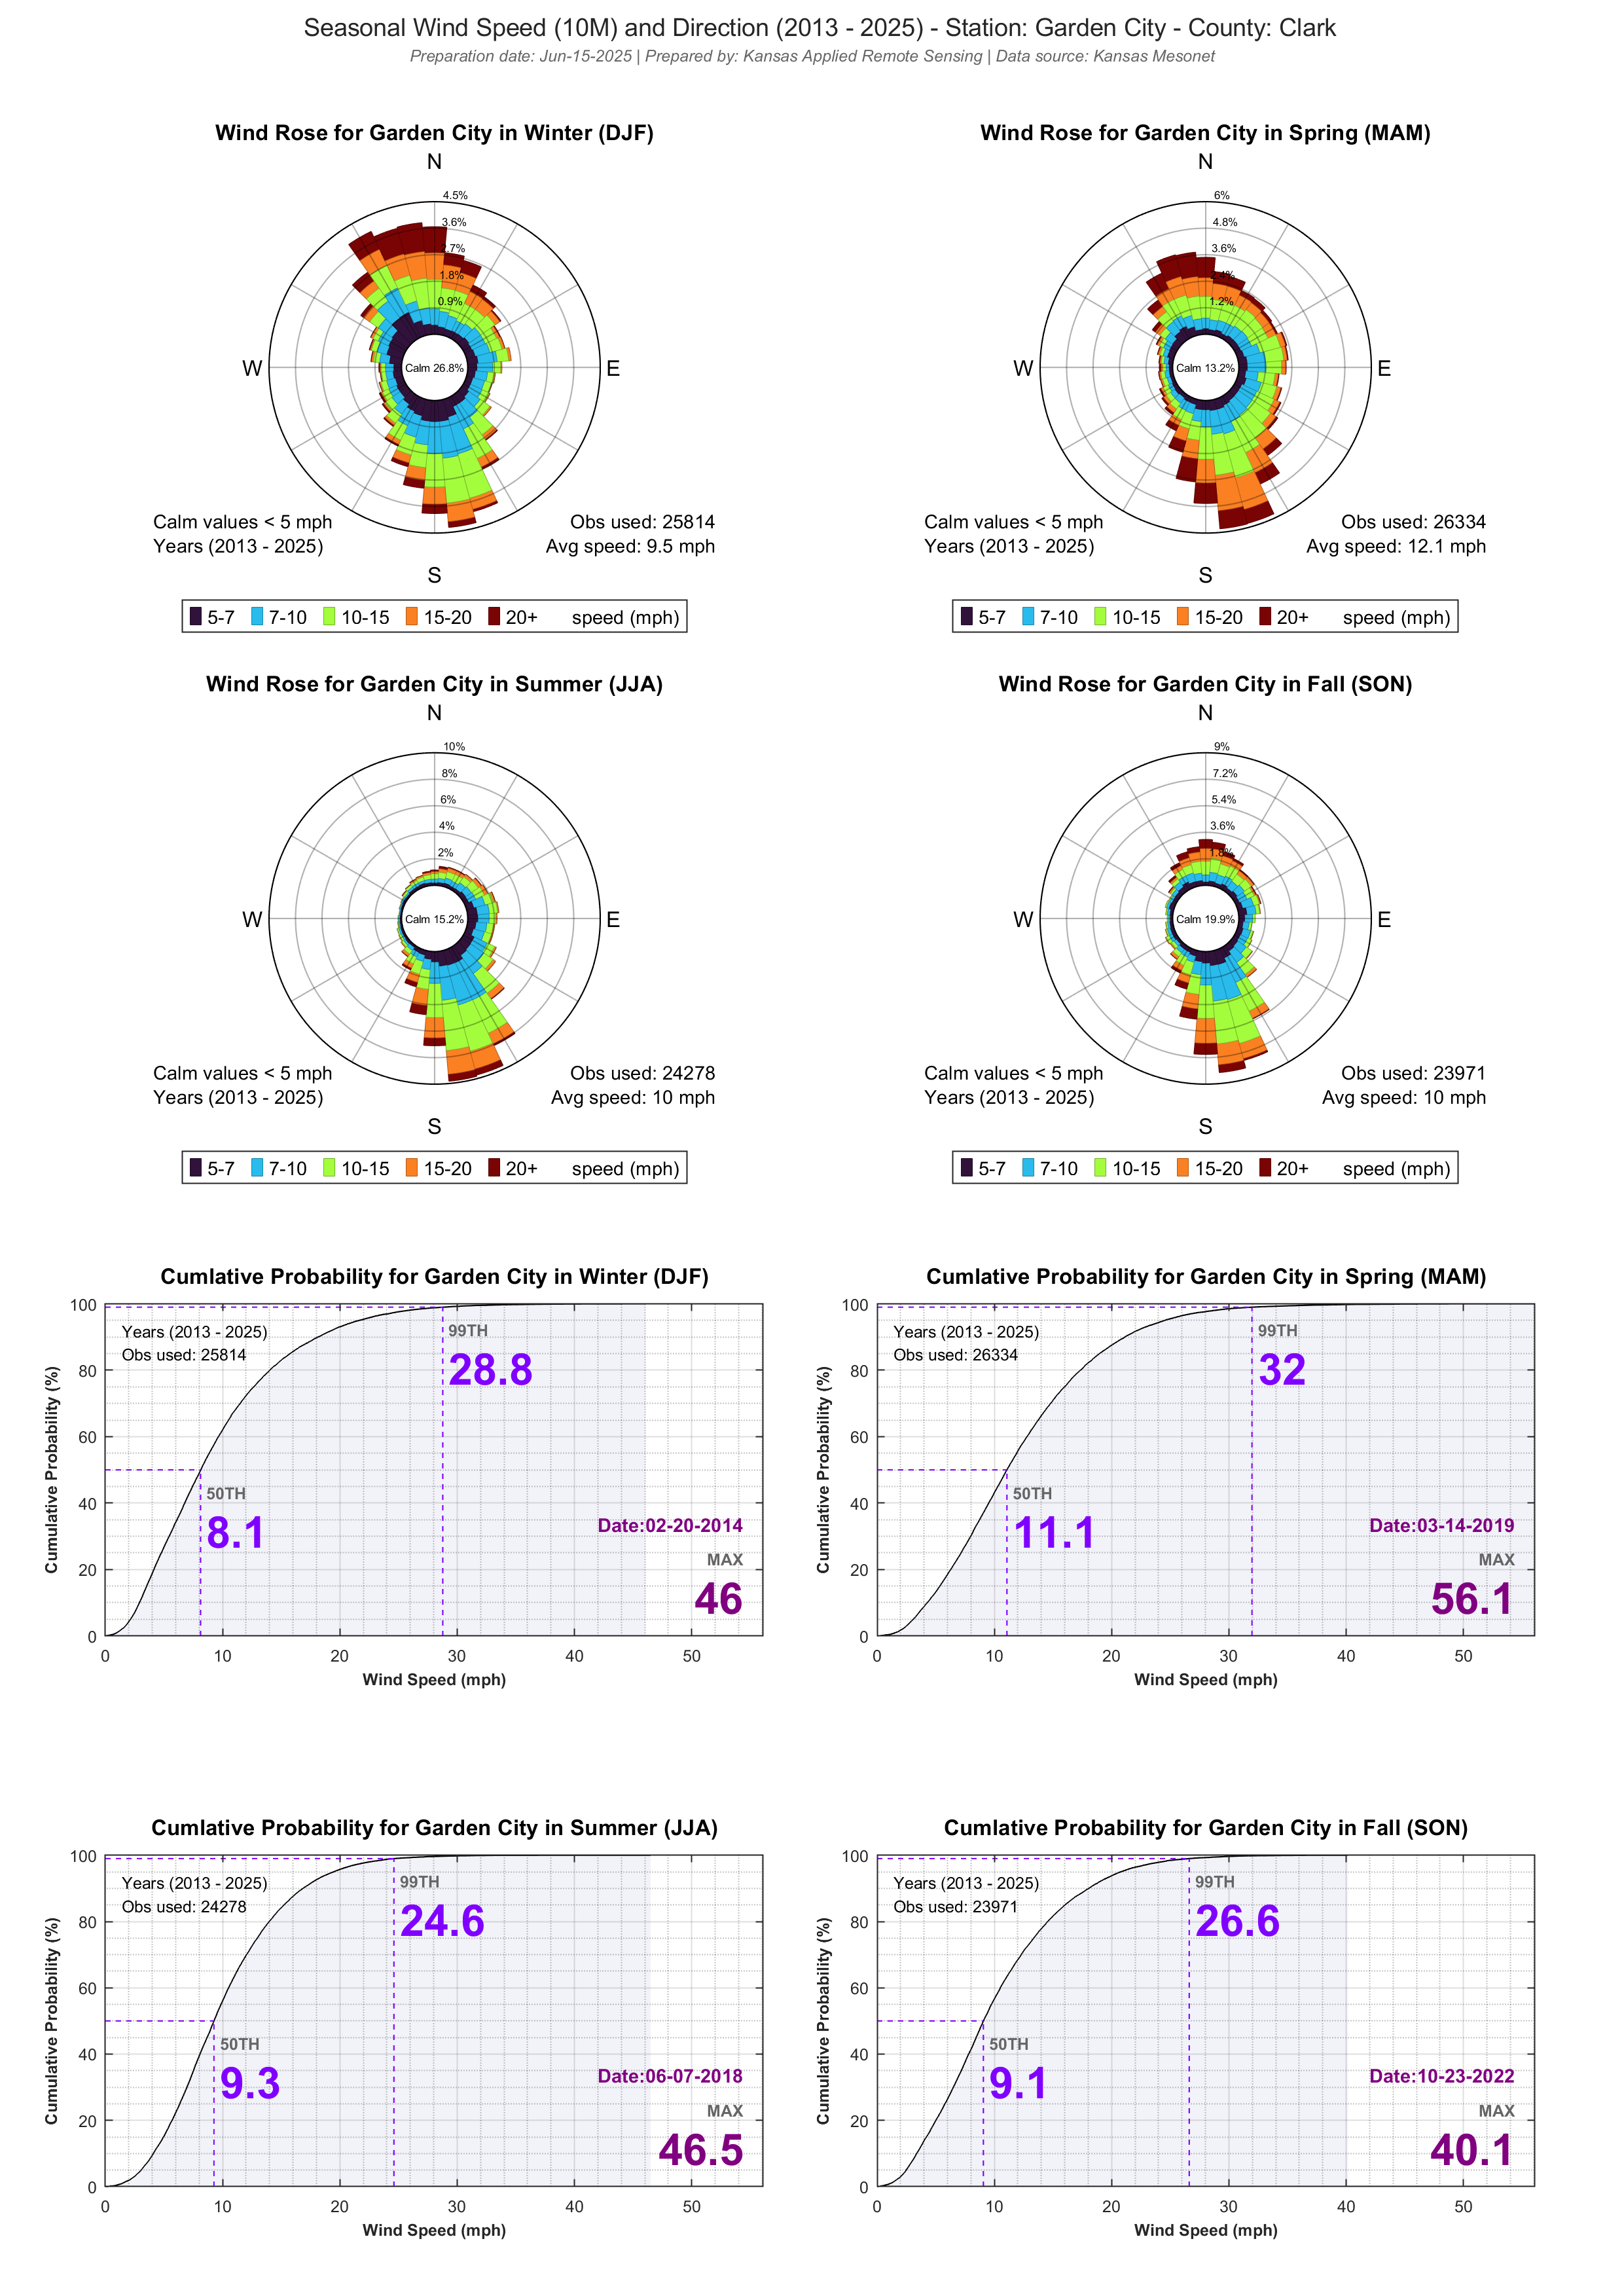 Seasonal Wind Speed (10M) and Direction (2013 - 2025) - Station: Garden City - County: Clark
Preparation date: Jun-15-2025 | Prepared by: Kansas Applied Remote Sensing | Data source: Kansas Mesonet
Wind Rose for Garden City in Winter (DJF)
N
4.5%
3.6%
2.7%
1.8%
0.9%
W
Calm 26.8%
E
Calm values < 5 mph
Years (2013 - 2025)
Obs used: 25814
Avg speed: 9.5 mph
S
5-7 7-10 10-15 15-20 20+ speed (mph)
Wind Rose for Garden City in Spring (MAM)
N
6%
4.8%
3.6%
2.4%
1.2%
W
Calm 13.2%
E
Calm values < 5 mph
Years (2013 - 2025)
Obs used: 26334
Avg speed: 12.1 mph
S
5-7 7-10 10-15 15-20 20+ speed (mph)
Wind Rose for Garden City in Summer (JJA)
N
10%
8%
6%
4%
2%
W
Calm 15.2%
E
Calm values < 5 mph
Years (2013 - 2025)
Obs used: 24278
Avg speed: 10 mph
S
5-7 7-10 10-15 15-20 20+ speed (mph)
Wind Rose for Garden City in Fall (SON)
N
9%
7.2%
5.4%
3.6%
1.8%
W
Calm 19.9%
E
Calm values < 5 mph
Years (2013 - 2025)
Obs used: 23971
Avg speed: 10 mph
S
5-7 7-10 10-15 15-20 20+ speed (mph)
Cumlative Probability for Garden City in Winter (DJF)
Cumulative Probability (%)
100
80
60
40
20
0
Years (2013 - 2025)
Obs used: 25814
99TH
28.8
50TH
8.1
Date:02-20-2014
MAX
46
0 10 20 30 40 50
Wind Speed (mph)
Cumlative Probability for Garden City in Spring (MAM)
Cumulative Probability (%)
100
80
60
40
20
0
Years (2013 - 2025)
Obs used: 26334
99TH
32
50TH
11.1
Date:03-14-2019
MAX
56.1
0 10 20 30 40 50
Wind Speed (mph)
Cumlative Probability for Garden City in Summer (JJA)
Cumulative Probability (%)
100
80
60
40
20
0
Years (2013 - 2025)
Obs used: 24278
99TH
24.6
50TH
9.3
Date:06-07-2018
MAX
46.5
0 10 20 30 40 50
Wind Speed (mph)
Cumlative Probability for Garden City in Fall (SON)
Cumulative Probability (%)
100
80
60
40
20
0
Years (2013 - 2025)
Obs used: 23971
99TH
26.6
50TH
9.1
Date:10-23-2022
MAX
40.1
0 10 20 30 40 50
Wind Speed (mph)